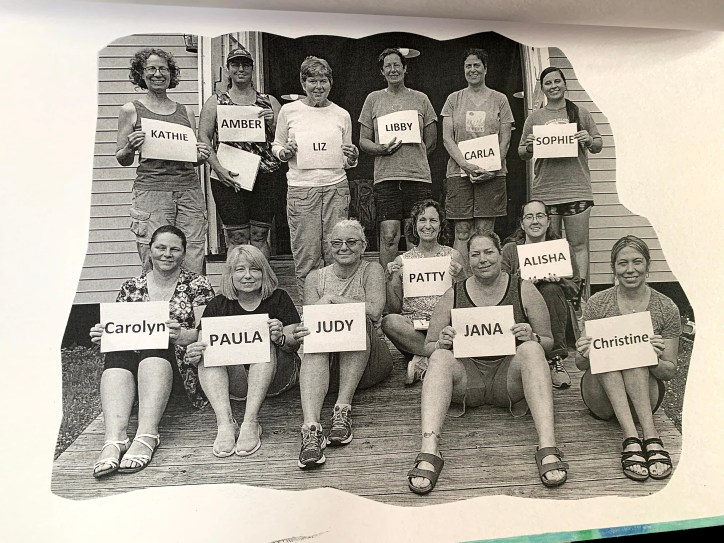 KATHIE
AMBER
LIZ
LIBBY
CARLA
SOPHIE
PATTY
ALISHA
Carolyn
PAULA
JUDY
JANA
Christine